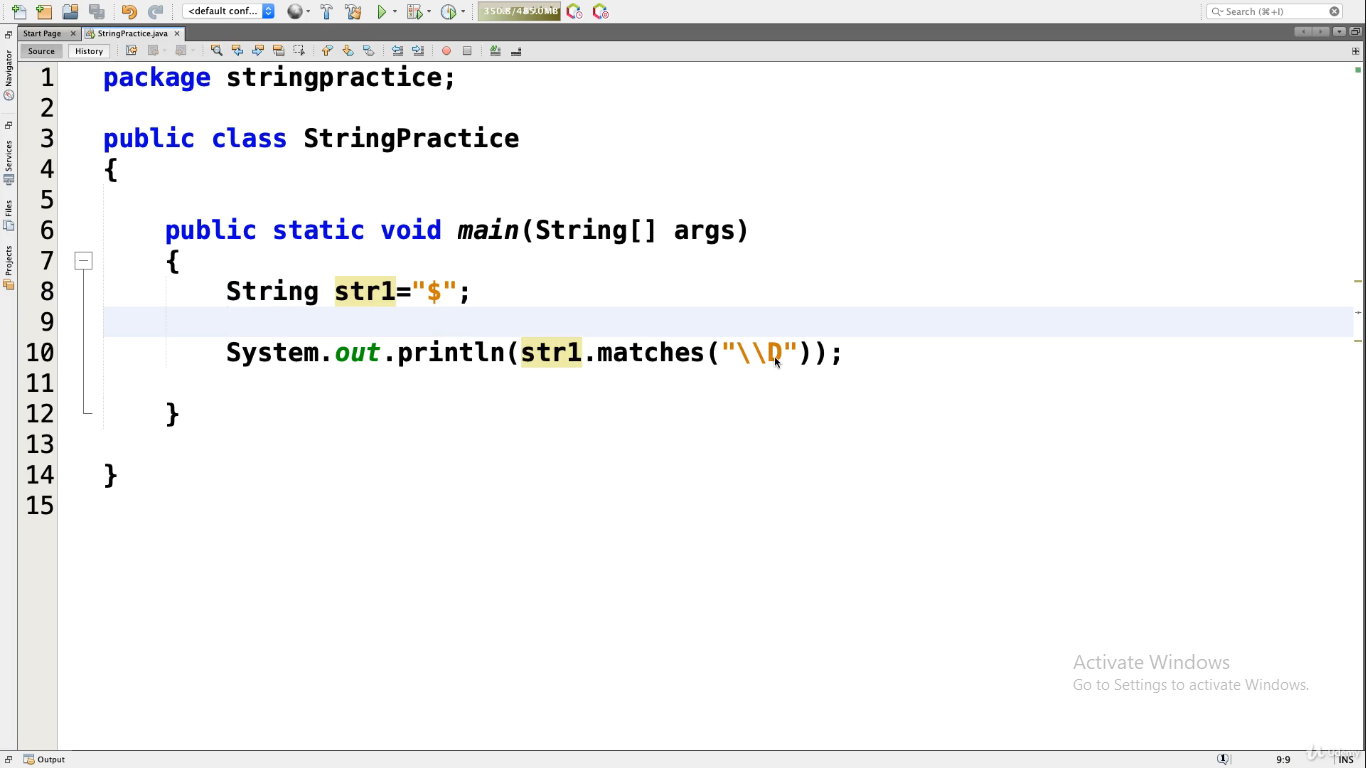 <default conf...
350.8/485.0MB
Search (⌘+I)
Start Page
StringPractice.java
Source
History
Navigator
Services
Files
Projects
1 package stringpractice;
2
3 public class StringPractice
4 {
5
6 public static void main(String[] args)
7 {
8 String str1="$";
9
10 System.out.println(str1.matches("\\D"));
11
12 }
13
14 }
15
Activate Windows
Go to Settings to activate Windows.
Output
1
9:9
INS